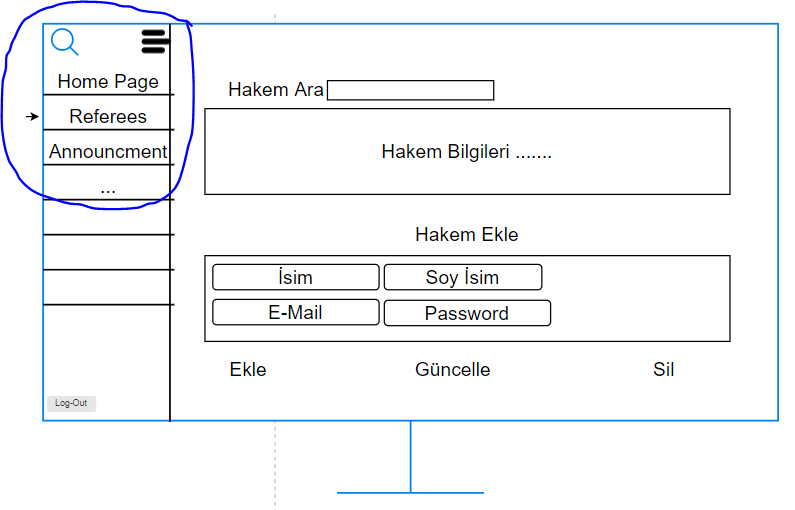 Home Page
Referees
Announcment
...
Log-Out
Hakem Ara
Hakem Bilgileri .......
Hakem Ekle
İsim
Soy İsim
E-Mail
Password
Ekle
Güncelle
Sil